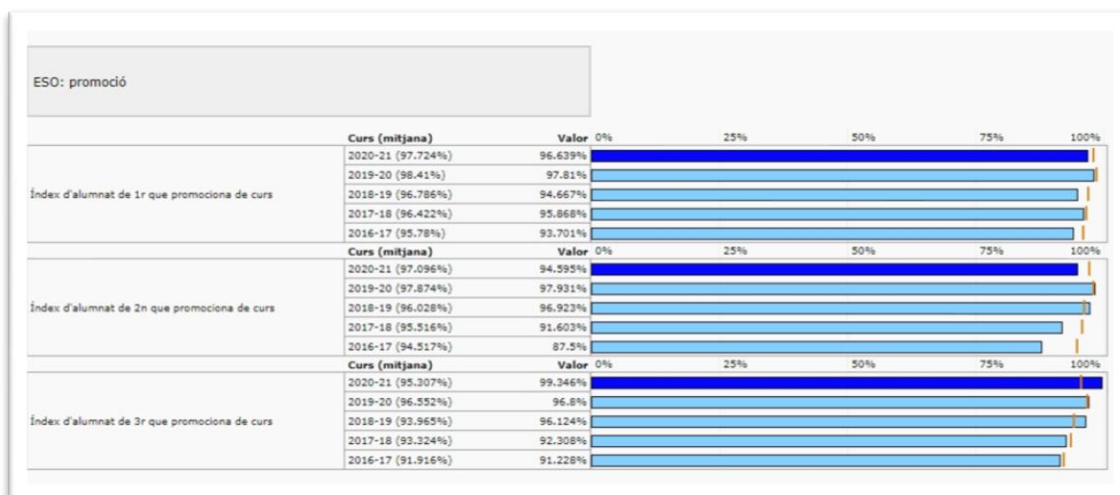 ESO: promoció
Curs (mitjana) Valor 0% 25% 50% 75% 100%
Índex d'alumnat de 1r que promociona de curs
2020-21 (97.724%) 96.639%
2019-20 (98.41%) 97.81%
2018-19 (96.786%) 94.667%
2017-18 (96.422%) 95.868%
2016-17 (95.78%) 93.701%
Curs (mitjana) Valor 0% 25% 50% 75% 100%
Índex d'alumnat de 2n que promociona de curs
2020-21 (97.096%) 94.595%
2019-20 (97.874%) 97.931%
2018-19 (96.028%) 96.923%
2017-18 (95.516%) 91.603%
2016-17 (94.517%) 87.5%
Curs (mitjana) Valor 0% 25% 50% 75% 100%
Índex d'alumnat de 3r que promociona de curs
2020-21 (95.307%) 99.346%
2019-20 (96.552%) 96.8%
2018-19 (93.965%) 96.124%
2017-18 (93.324%) 92.308%
2016-17 (91.916%) 91.228%